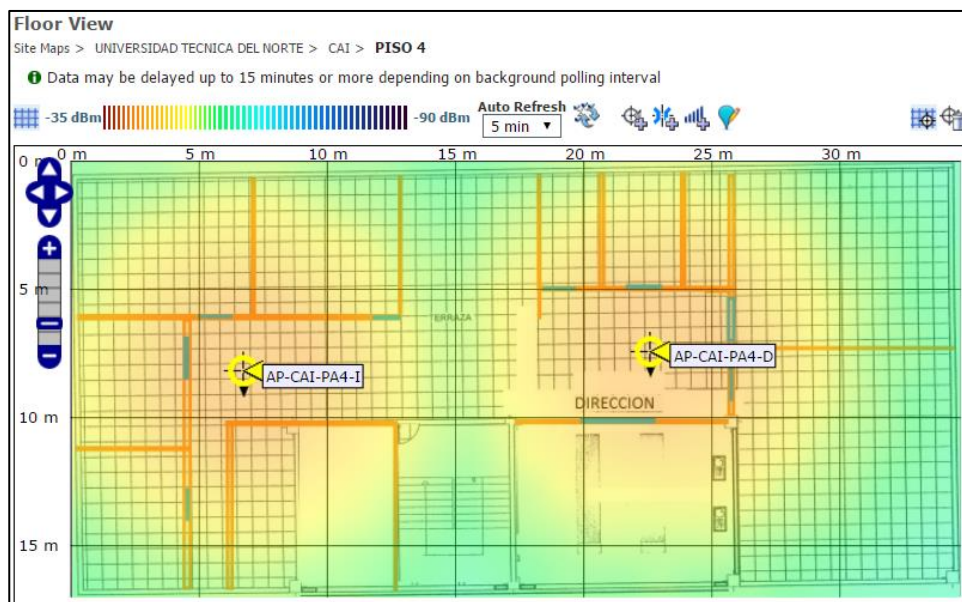 Floor View
Site Maps > UNIVERSIDAD TECNICA DEL NORTE > CAI > PISO 4
Data may be delayed up to 15 minutes or more depending on background polling interval
-35 dBm -90 dBm Auto Refresh
5 min
0 m 0 m 5 m 10 m 15 m 20 m 25 m 30 m
5 m
ERRAZA
AP-CAI-PA4-D
AP-CAI-PA4-I
DIRECCION
10 m
15 m